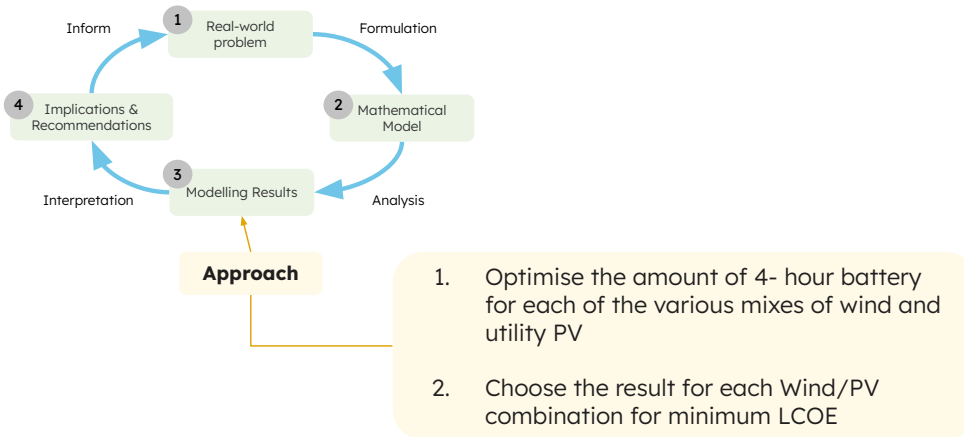 1
Real-world
problem
Inform
Formulation
4
Implications &
Recommendations
2
Mathematical
Model
3
Modelling Results
Interpretation
Analysis
Approach
1. Optimise the amount of 4- hour battery
for each of the various mixes of wind and
utility PV
2. Choose the result for each Wind/PV
combination for minimum LCOE